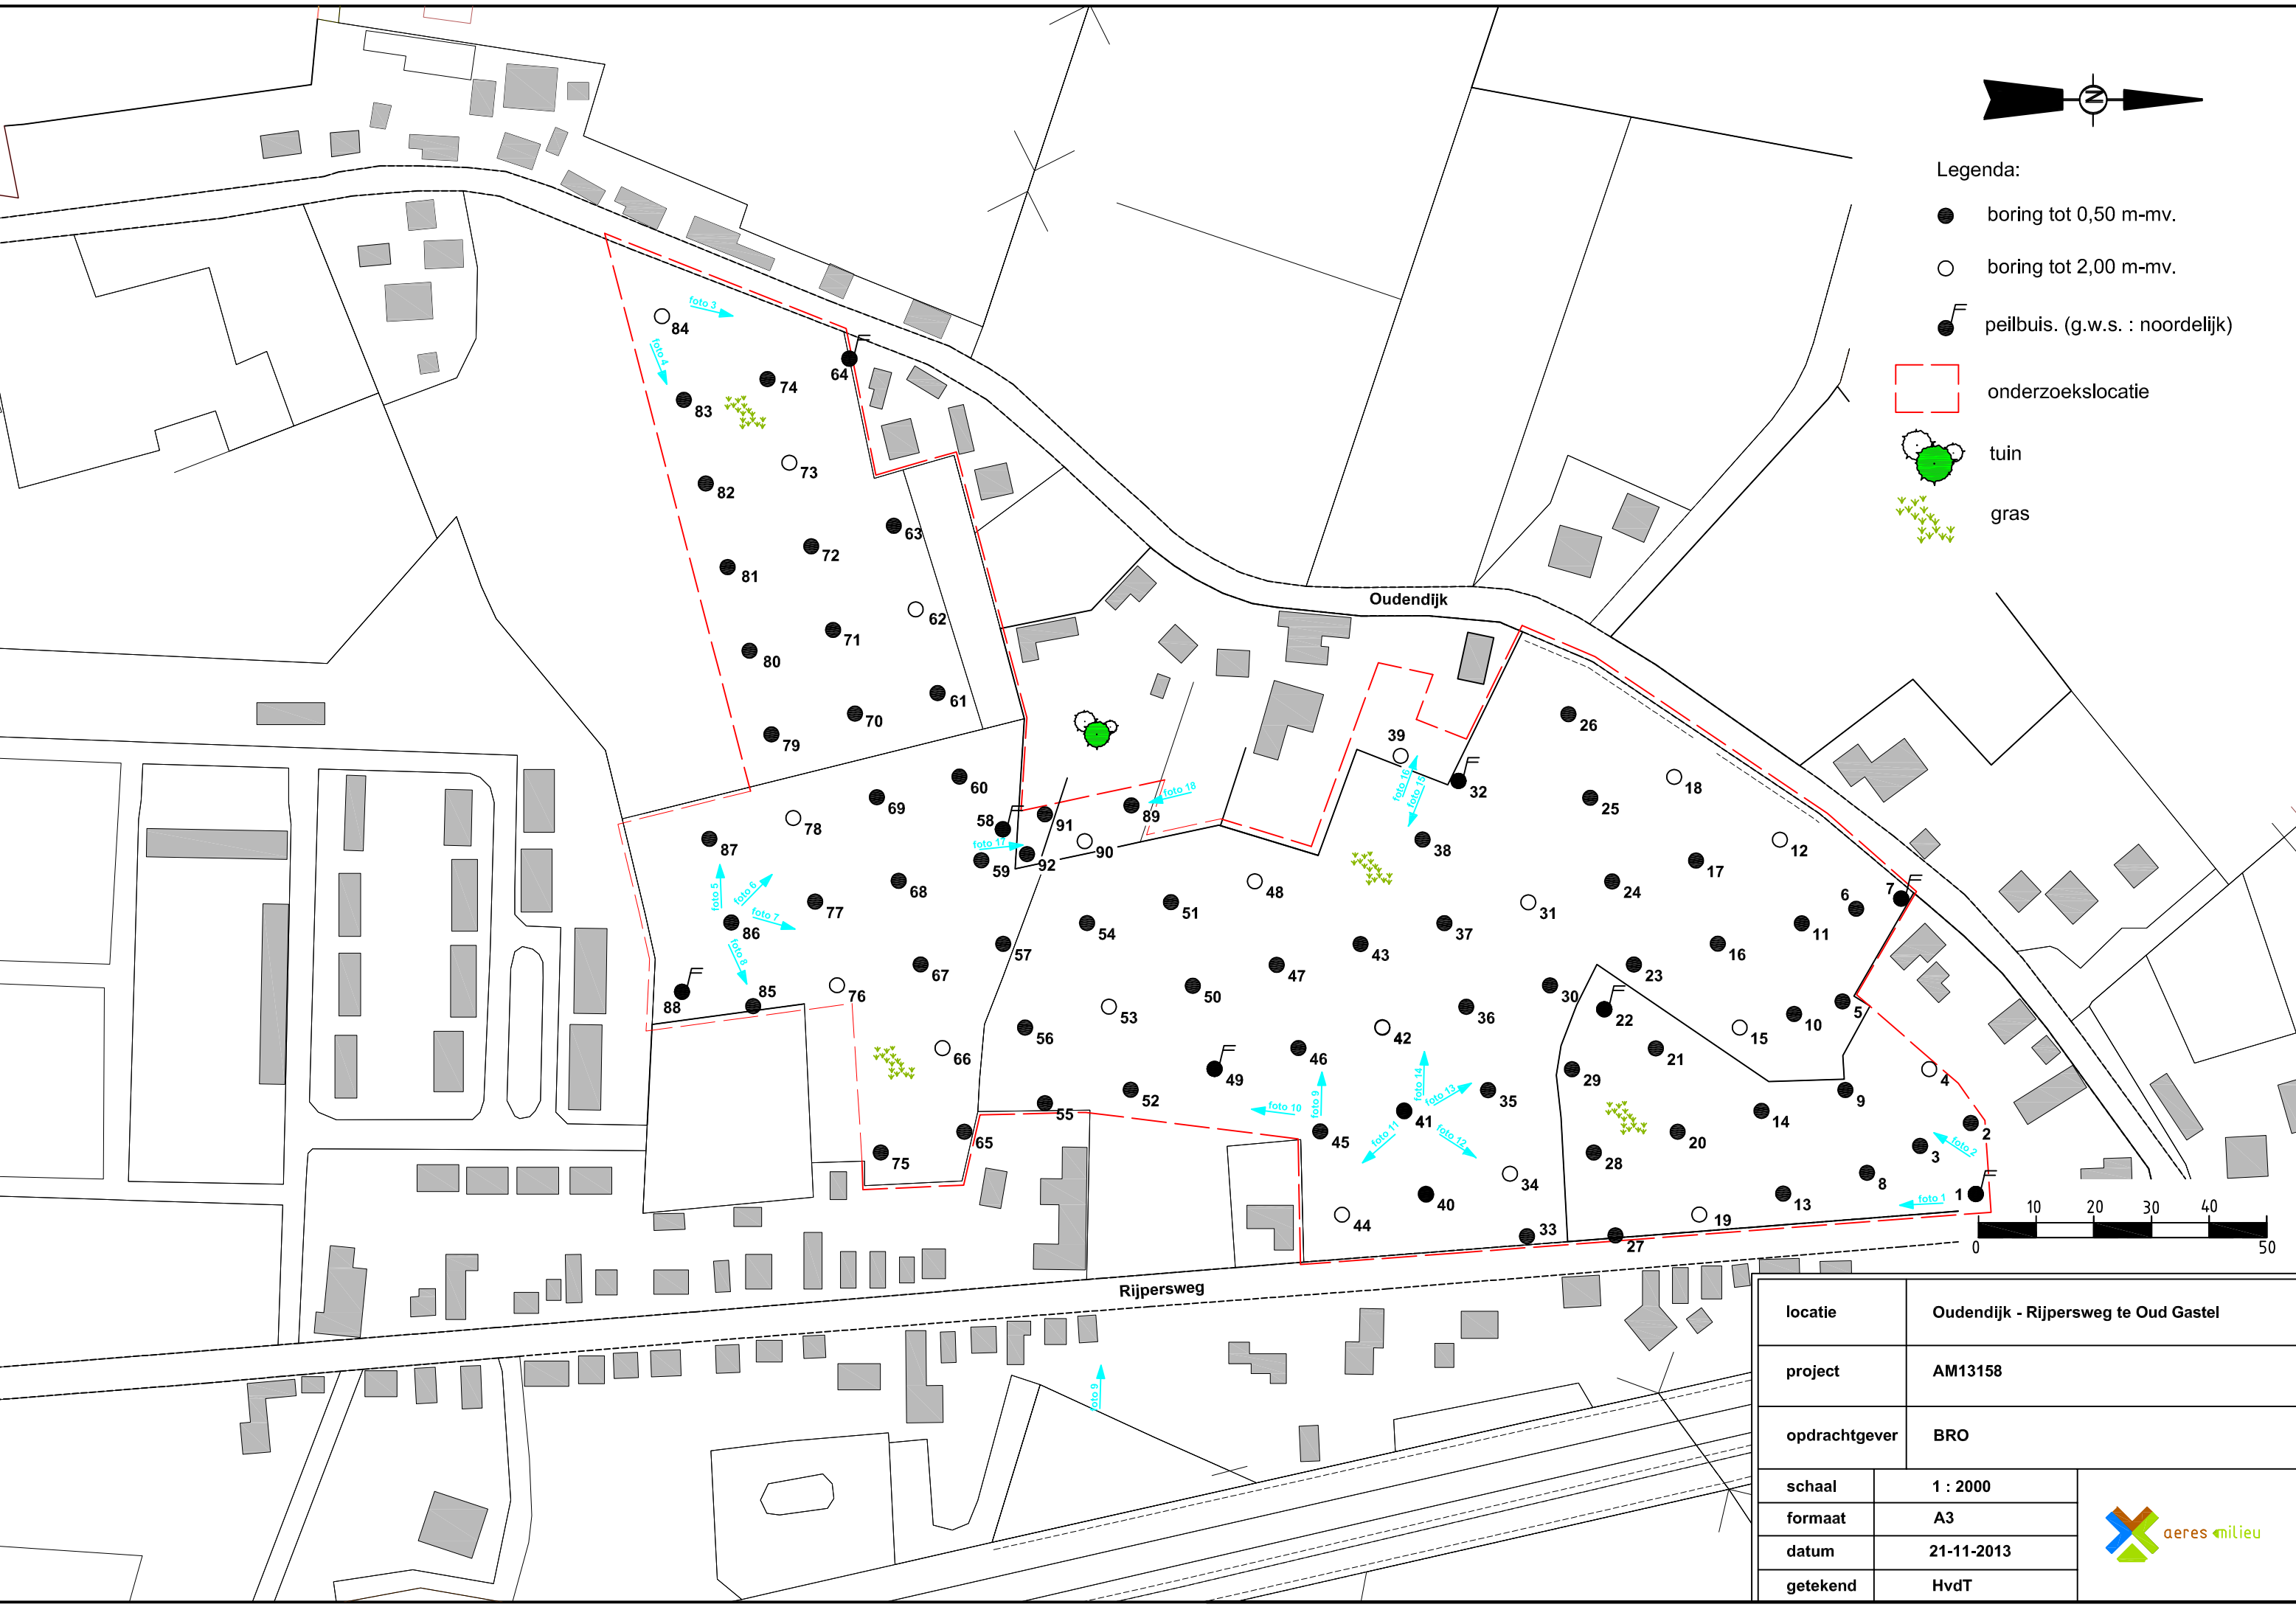 N
Legenda:
boring tot 0,50 m-mv.
boring tot 2,00 m-mv.
peilbuis. (g.w.s. : noordelijk)
onderzoekslocatie
tuin
gras
foto 3
84
foto 4
64
74
83
73
82
63
72
81
62
71
80
61
70
79
Oudendijk
26
39
18
60
69
32
25
foto 16
foto 15
foto 18
89
91
58
78
12
87
90
38
foto 17
92
59
17
7
6
48
24
68
foto 5
foto 6
77
51
31
foto 7
86
54
37
11
foto 8
57
43
16
67
47
23
88
85
76
50
30
5
53
36
22
10
56
42
15
66
46
21
49
29
4
foto 14
foto 13
52
foto 10
foto 9
35
9
55
41
14
65
45
foto 11
foto 12
20
2
foto 2
3
75
28
34
8
1
foto 1
40
13
44
19
33
27
10
20
30
40
0
50
Rijpersweg
foto 9
locatie
Oudendijk - Rijpersweg te Oud Gastel
project
AM13158
opdrachtgever
BRO
schaal
1 : 2000
formaat
A3
datum
21-11-2013
getekend
HvdT
aeres milieu